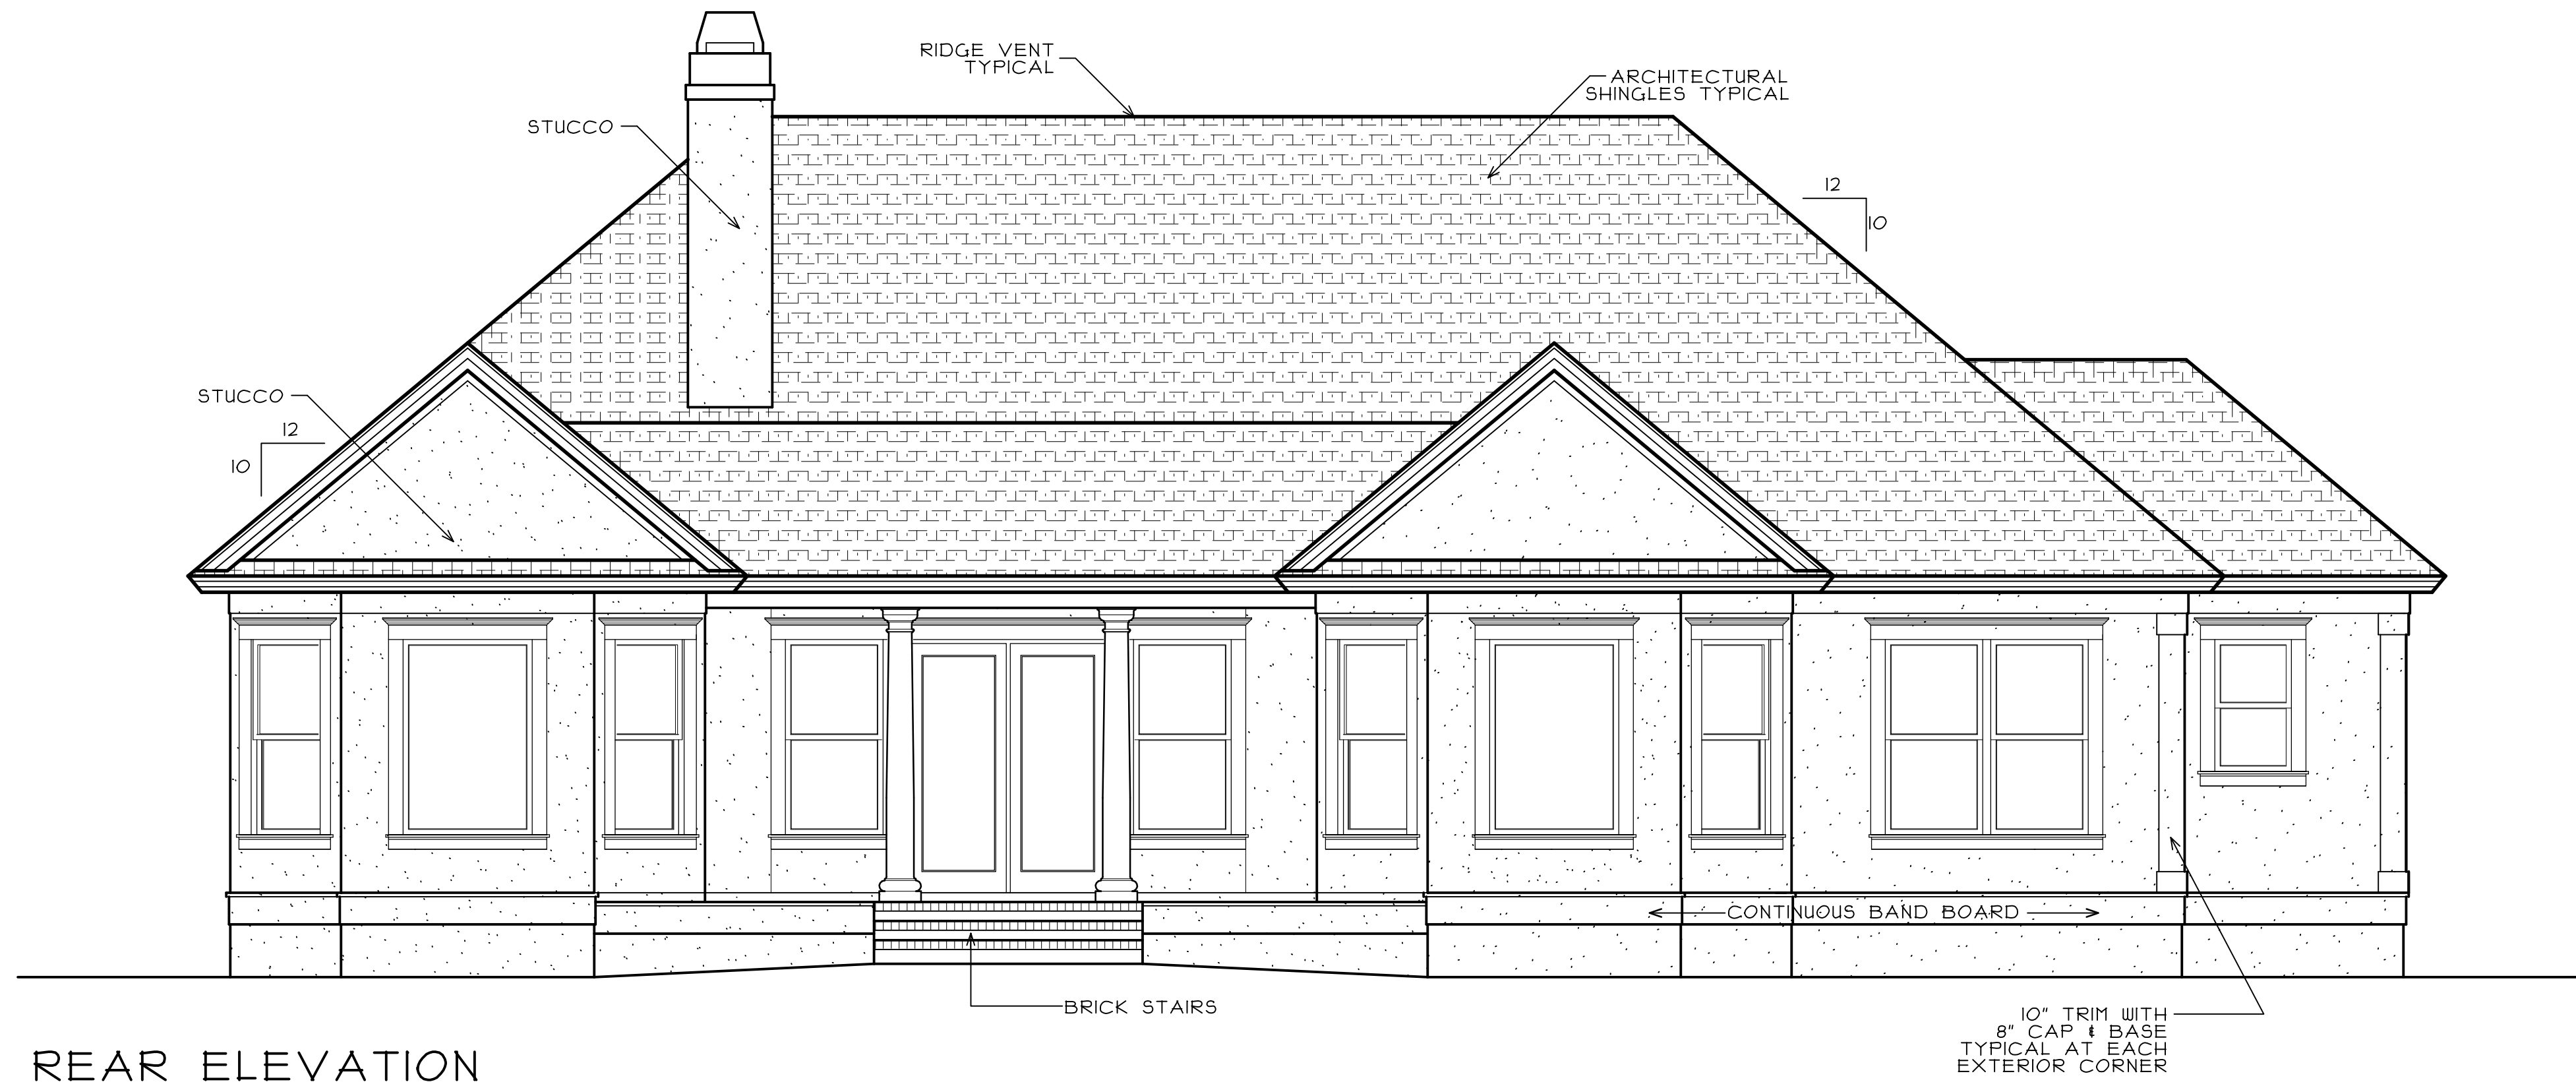 RIDGE VENT
TYPICAL
ARCHITECTURAL
SHINGLES TYPICAL
STUCCO
12
10
STUCCO
12
10
CONTINUOUS BAND BOARD
BRICK STAIRS
10" TRIM WITH
8" CAP & BASE
TYPICAL AT EACH
EXTERIOR CORNER
REAR ELEVATION